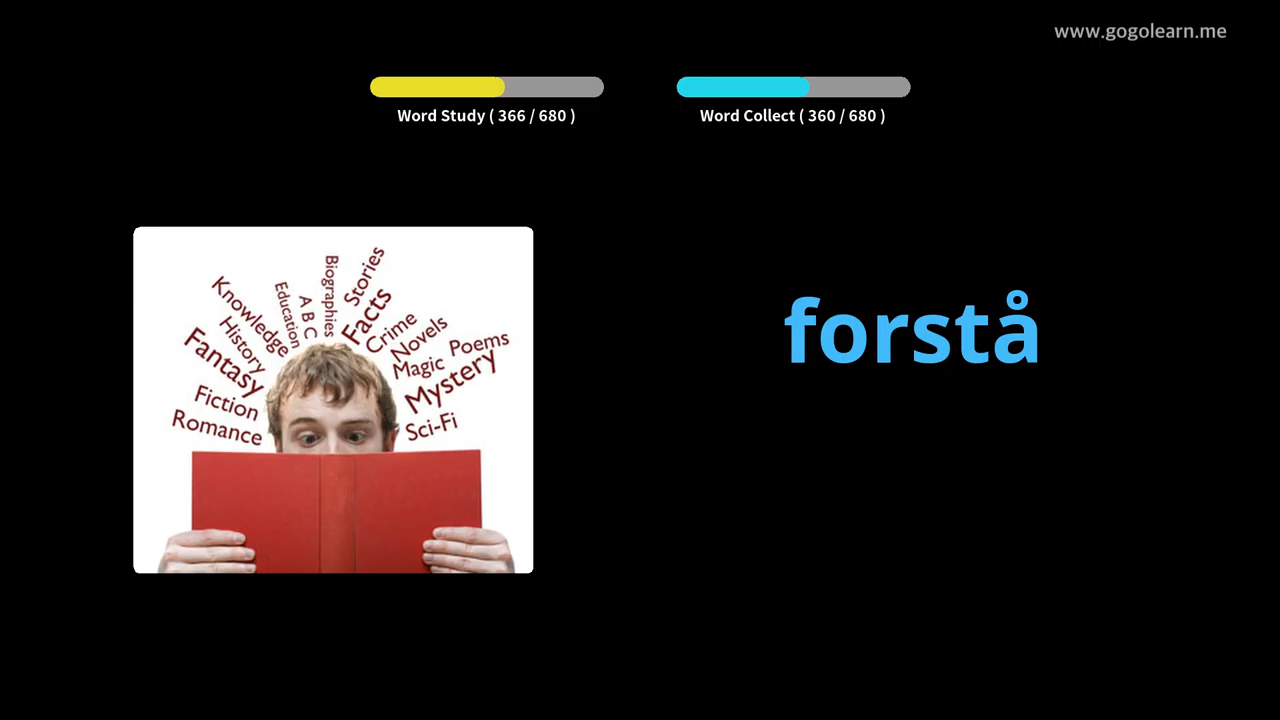 www.gogolearn.me
Word Study ( 366 / 680 )
Word Collect ( 360 / 680 )
Knowledge
History
Fantasy
Fiction
Romance
Education
A B C
Biographies
Stories
Facts
Crime
Novels
Magic
Poems
Mystery
Sci-Fi
forstå